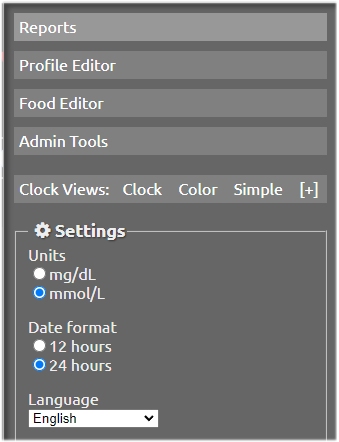 Reports
Profile Editor
Food Editor
Admin Tools
Clock Views: Clock Color Simple [+]
Settings
Units
mg/dL
mmol/L
Date format
12 hours
24 hours
Language
English